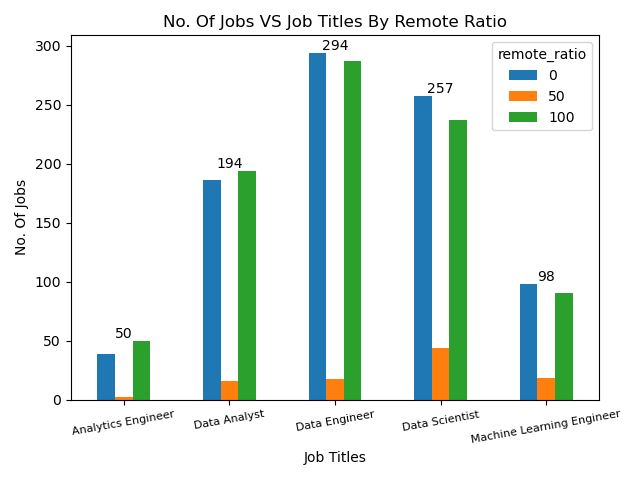 No. Of Jobs VS Job Titles By Remote Ratio
remote_ratio
0
50
100
No. Of Jobs
300
250
200
150
100
50
0
50
194
294
257
98
Analytics Engineer
Data Analyst
Data Engineer
Data Scientist
Machine Learning Engineer
Job Titles